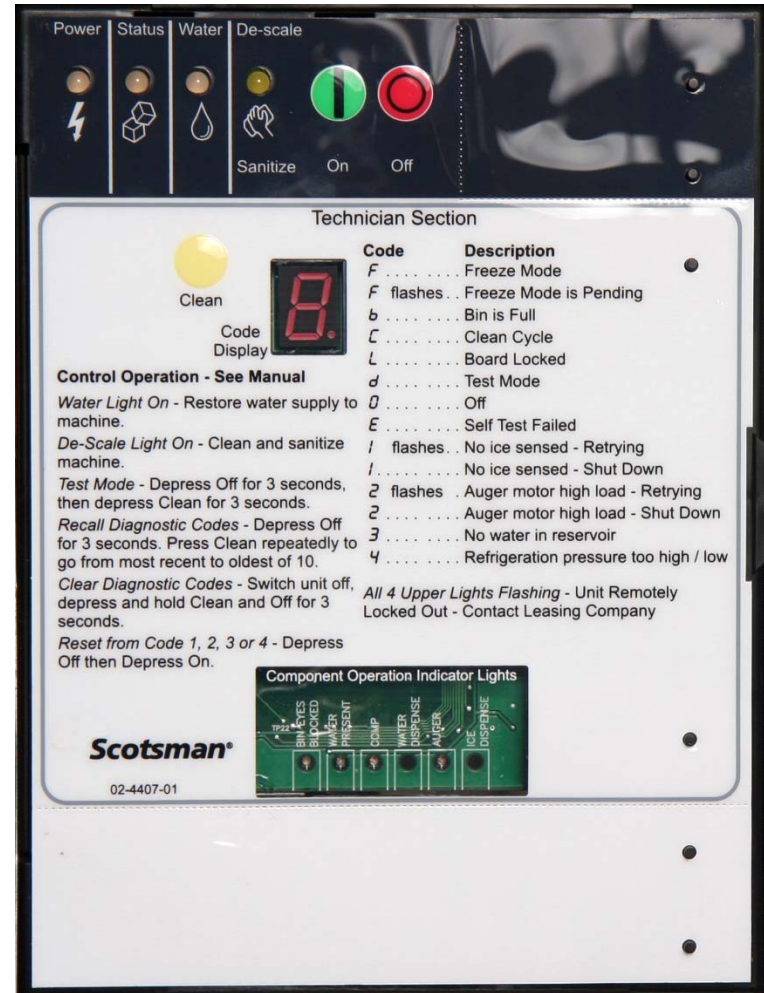 Power Status Water De-scale
Sanitize On Off
Technician Section
Clean
Code
Display
8.
Control Operation - See Manual
Water Light On - Restore water supply to
machine.
De-Scale Light On - Clean and sanitize
machine.
Test Mode - Depress Off for 3 seconds,
then depress Clean for 3 seconds.
Recall Diagnostic Codes - Depress Off
for 3 seconds. Press Clean repeatedly to
go from most recent to oldest of 10.
Clear Diagnostic Codes - Switch unit off,
depress and hold Clean and Off for 3
seconds.
Reset from Code 1, 2, 3 or 4 - Depress
Off then Depress On.
Code Description
F . . . . . . . . Freeze Mode
F flashes . . Freeze Mode is Pending
b . . . . . . . . Bin is Full
C . . . . . . . . Clean Cycle
L . . . . . . . . Board Locked
d . . . . . . . . Test Mode
0 . . . . . . . . Off
E . . . . . . . . Self Test Failed
1 flashes . . No ice sensed - Retrying
1 . . . . . . . . No ice sensed - Shut Down
2 flashes . Auger motor high load - Retrying
2 . . . . . . . . Auger motor high load - Shut Down
3 . . . . . . . . No water in reservoir
4 . . . . . . . . Refrigeration pressure too high / low
All 4 Upper Lights Flashing - Unit Remotely
Locked Out - Contact Leasing Company
Component Operation Indicator Lights
TP22
BIN EYES
BLOCKED
WATER
PRESENT
COMP
WATER
DISPENSE
AUGER
ICE
DISPENSE
Scotsman®
02-4407-01